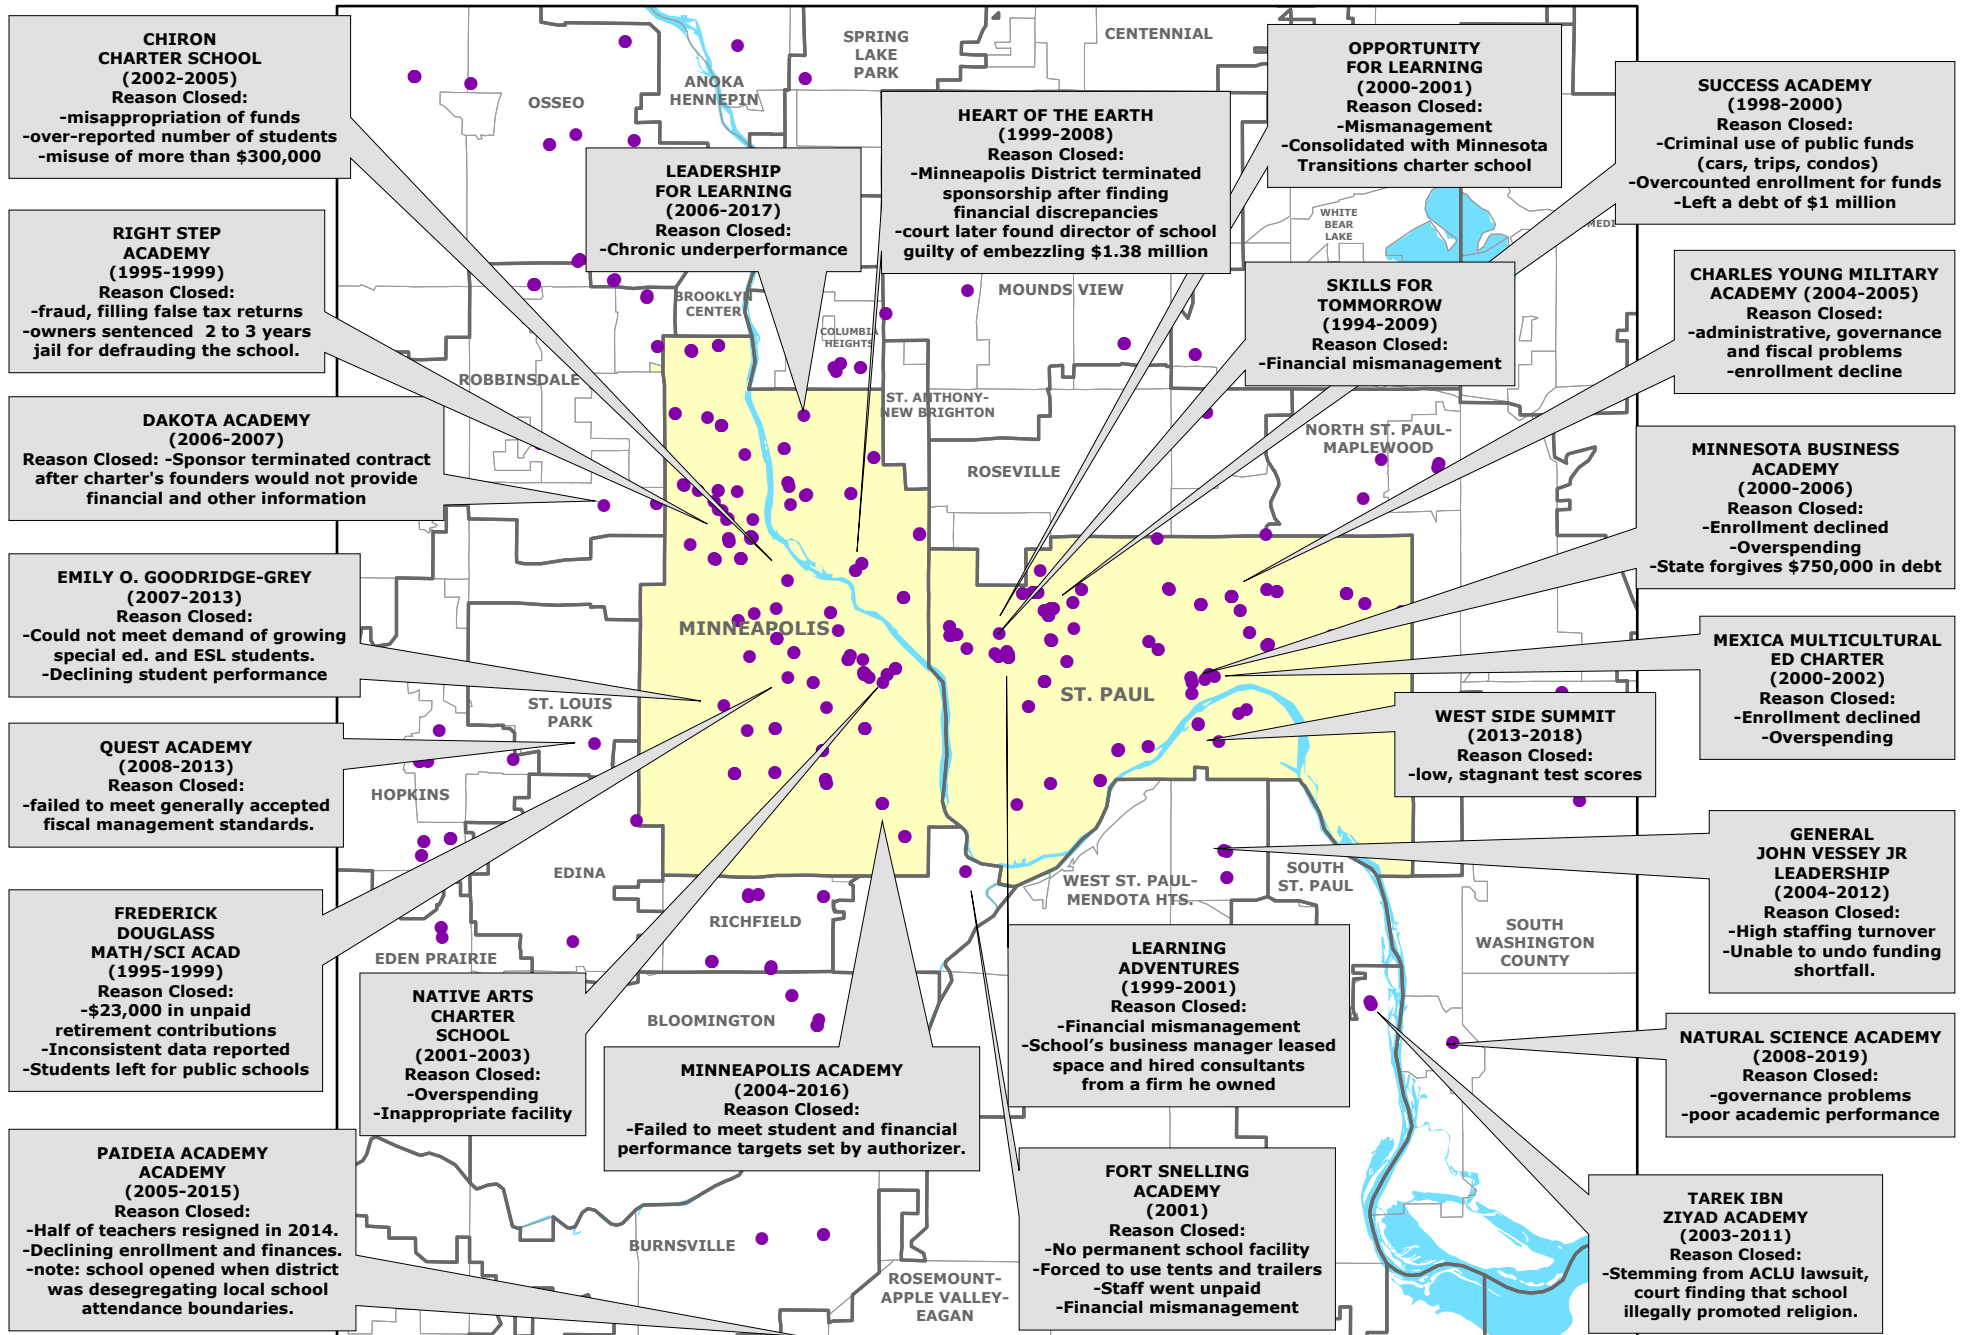 CHIRON
CHARTER SCHOOL
(2002-2005)
Reason Closed:
-misappropriation of funds
-over-reported number of students
-misuse of more than $300,000
RIGHT STEP
ACADEMY
(1995-1999)
Reason Closed:
-fraud, filling false tax returns
-owners sentenced  2 to 3 years
jail for defrauding the school.
DAKOTA ACADEMY
(2006-2007)
Reason Closed: -Sponsor terminated contract
after charter's founders would not provide
financial and other information
EMILY O. GOODRIDGE-GREY
(2007-2013)
Reason Closed:
-Could not meet demand of growing
special ed. and ESL students.
-Declining student performance
QUEST ACADEMY
(2008-2013)
Reason Closed:
-failed to meet generally accepted
fiscal management standards.
FREDERICK
DOUGLASS
MATH/SCI ACAD
(1995-1999)
Reason Closed:
-$23,000 in unpaid
retirement contributions
-Inconsistent data reported
-Students left for public schools
PAIDEIA ACADEMY
ACADEMY
(2005-2015)
Reason Closed:
-Half of teachers resigned in 2014.
-Declining enrollment and finances.
-note: school opened when district
was desegregating local school
attendance boundaries.
LEADERSHIP
FOR LEARNING
(2006-2017)
Reason Closed:
-Chronic underperformance
HEART OF THE EARTH
(1999-2008)
Reason Closed:
-Minneapolis District terminated
sponsorship after finding
financial discrepancies
-court later found director of school
guilty of embezzling $1.38 million
OPPORTUNITY
FOR LEARNING
(2000-2001)
Reason Closed:
-Mismanagement
-Consolidated with Minnesota
Transitions charter school
SUCCESS ACADEMY
(1998-2000)
Reason Closed:
-Criminal use of public funds
(cars, trips, condos)
-Overcounted enrollment for funds
-Left a debt of $1 million
SKILLS FOR
TOMMORROW
(1994-2009)
Reason Closed:
-Financial mismanagement
CHARLES YOUNG MILITARY
ACADEMY (2004-2005)
Reason Closed:
-administrative, governance
and fiscal problems
-enrollment decline
MINNESOTA BUSINESS
ACADEMY
(2000-2006)
Reason Closed:
-Enrollment declined
-Overspending
-State forgives $750,000 in debt
MEXICA MULTICULTURAL
ED CHARTER
(2000-2002)
Reason Closed:
-Enrollment declined
-Overspending
WEST SIDE SUMMIT
(2013-2018)
Reason Closed:
-low, stagnant test scores
GENERAL
JOHN VESSEY JR
LEADERSHIP
(2004-2012)
Reason Closed:
-High staffing turnover
-Unable to undo funding
shortfall.
NATURAL SCIENCE ACADEMY
(2008-2019)
Reason Closed:
-governance problems
-poor academic performance
TAREK IBN
ZIYAD ACADEMY
(2003-2011)
Reason Closed:
-Stemming from ACLU lawsuit,
court finding that school
illegally promoted religion.
NATIVE ARTS
CHARTER
SCHOOL
(2001-2003)
Reason Closed:
-Overspending
-Inappropriate facility
MINNEAPOLIS ACADEMY
(2004-2016)
Reason Closed:
-Failed to meet student and financial
performance targets set by authorizer.
LEARNING
ADVENTURES
(1999-2001)
Reason Closed:
-Financial mismanagement
-School's business manager leased
space and hired consultants
from a firm he owned
FORT SNELLING
ACADEMY
(2001)
Reason Closed:
-No permanent school facility
-Forced to use tents and trailers
-Staff went unpaid
-Financial mismanagement
OSSEO
ANOKA
HENNEPIN
SPRING
LAKE
PARK
CENTENNIAL
WHITE
BEAR
LAKE
BROOKLYN
CENTER
COLUMBIA
HEIGHTS
MOUNDS VIEW
ROBBINSDALE
ST. ANTHONY-
NEW BRIGHTON
ROSEVILLE
NORTH ST. PAUL-
MAPLEWOOD
MINNEAPOLIS
ST. PAUL
ST. LOUIS
PARK
HOPKINS
EDINA
EDEN PRAIRIE
RICHFIELD
WEST ST. PAUL-
MENDOTA HTS.
SOUTH
ST. PAUL
SOUTH
WASHINGTON
COUNTY
BLOOMINGTON
BURNSVILLE
ROSEMOUNT-
APPLE VALLEY-
EAGAN